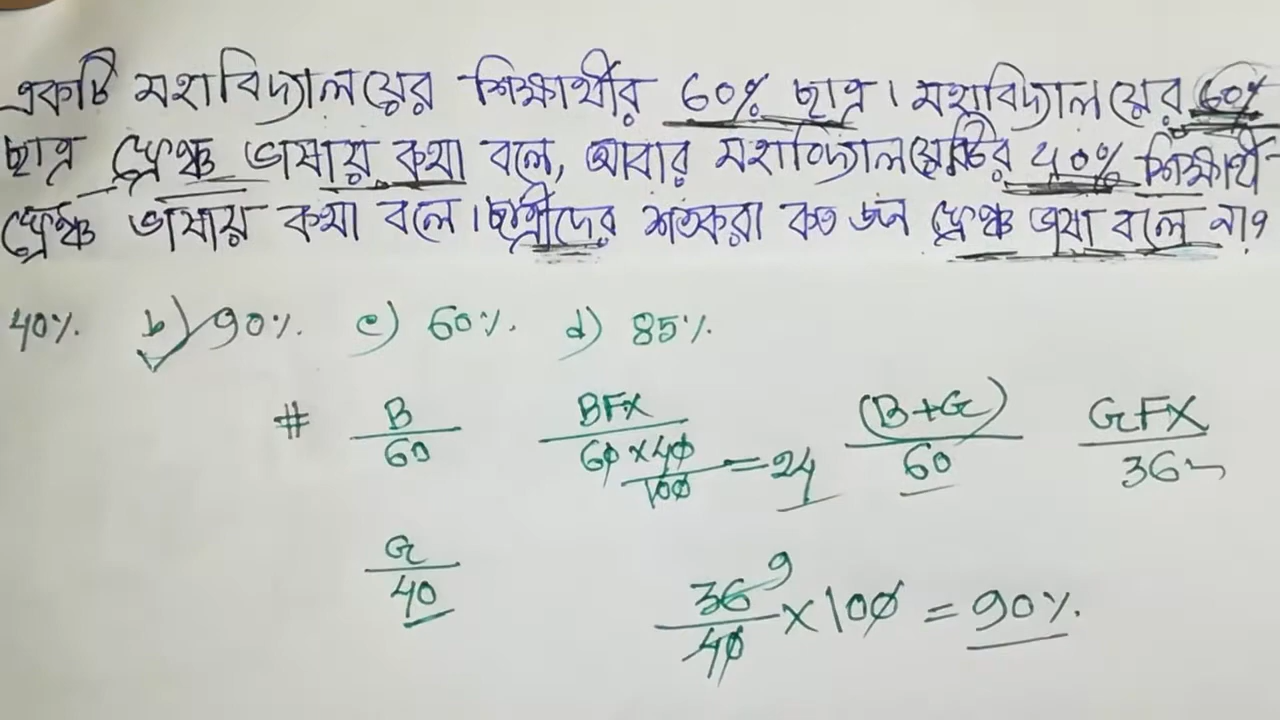 একটি মহাবিদ্যালয়ের শিক্ষার্থীর 60% ছাত্র। মহাবিদ্যালয়ের 60%
ছাত্র ফ্রেঞ্চ ভাষায় কথা বলে, আবার মহাবিদ্যালয়টির 40% শিক্ষার্থী
ফ্রেঞ্চ ভাষায় কথা বলে। ছাত্রীদের শতকরা কত জন ফ্রেঞ্চ ভাষা বলে না?
40% b) 90% c) 60% d) 85%
# B BFX (B+G) GFX
60 60 × 40 = 24 60 36
100
G
40
36 9
40 × 100 = 90%